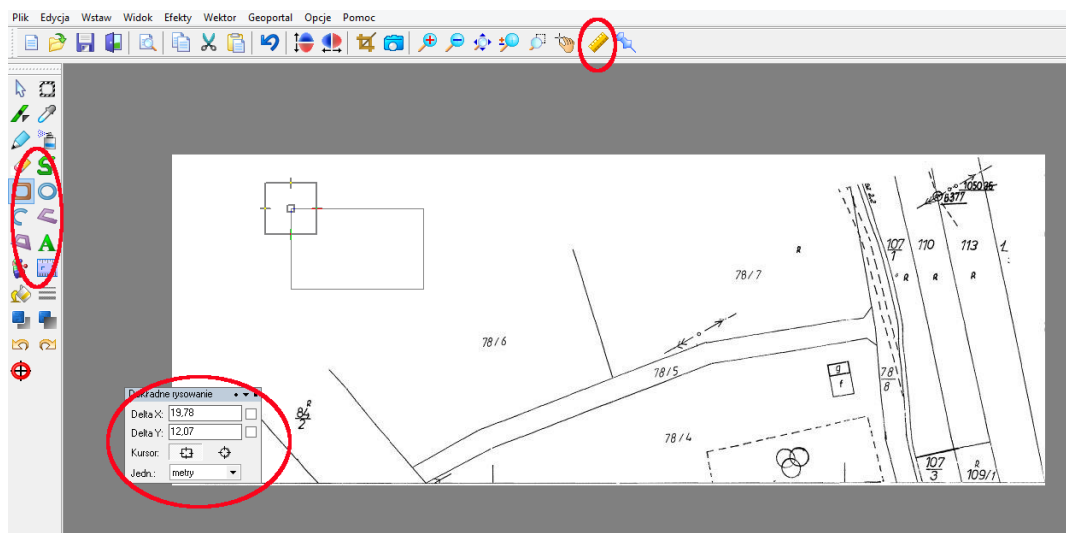 Plik Edycja Wstaw Widok Efekty Wektor Geoportal Opcje Pomoc
105095
8377
107
1
110
113
1
R
R
R
R
78/7
78/6
78/5
g
f
78
8
84
2
R
78/4
107
3
R
109/1
Dokładne rysowanie
Delta X: 19,78
Delta Y: 12,07
Kursor:
Jedn.: metry